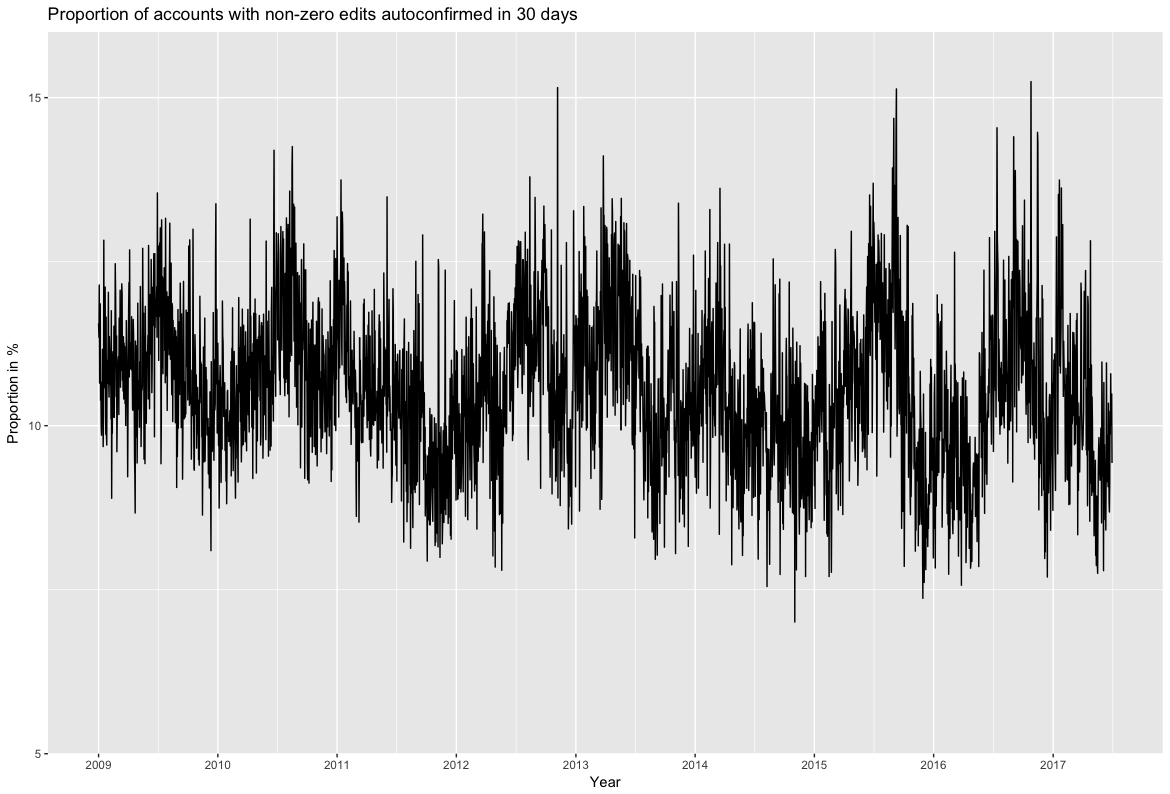 Proportion of accounts with non-zero edits autoconfirmed in 30 days
15
10
5
Proportion in %
2009 2010 2011 2012 2013 2014 2015 2016 2017
Year